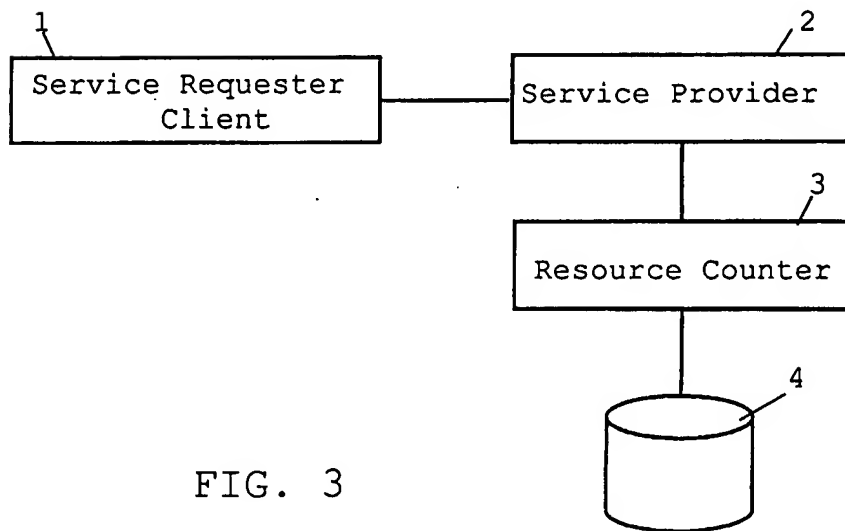 1
2
Service Requester
Client
Service Provider
3
Resource Counter
4
FIG. 3